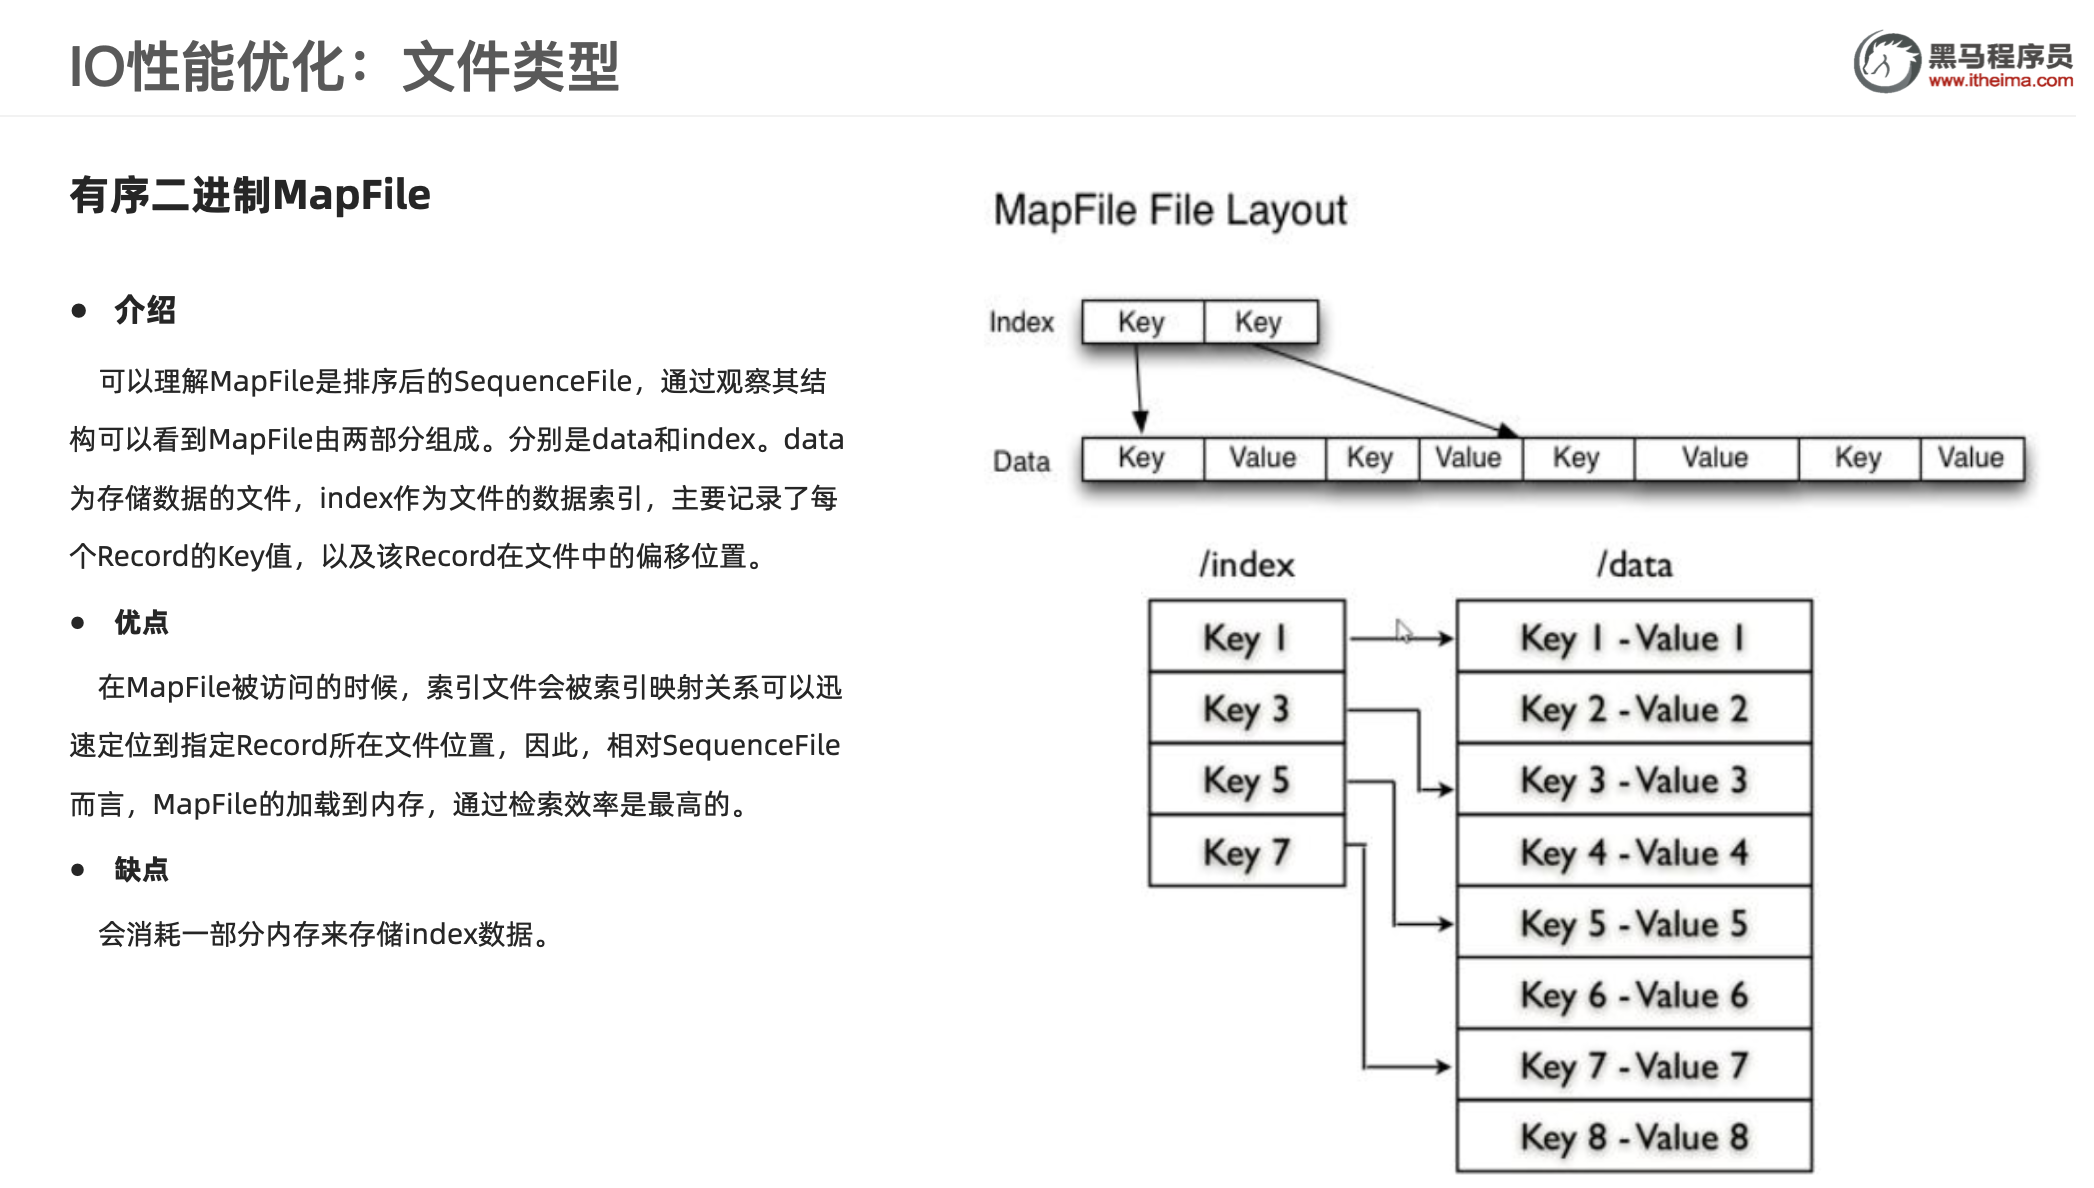 IO性能优化：文件类型
黑马程序员
www.itheima.com
有序二进制MapFile
● 介绍
可以理解MapFile是排序后的SequenceFile，通过观察其结
构可以看到MapFile由两部分组成。分别是data和index。data
为存储数据的文件，index作为文件的数据索引，主要记录了每
个Record的Key值，以及该Record在文件中的偏移位置。
● 优点
在MapFile被访问的时候，索引文件会被索引映射关系可以迅
速定位到指定Record所在文件位置，因此，相对SequenceFile
而言，MapFile的加载到内存，通过检索效率是最高的。
● 缺点
会消耗一部分内存来存储index数据。
MapFile File Layout
Index Key Key
Data Key Value Key Value Key Value Key Value
/index /data
Key 1 Key 1 - Value 1
Key 3 Key 2 - Value 2
Key 5 Key 3 - Value 3
Key 7 Key 4 - Value 4
Key 5 - Value 5
Key 6 - Value 6
Key 7 - Value 7
Key 8 - Value 8